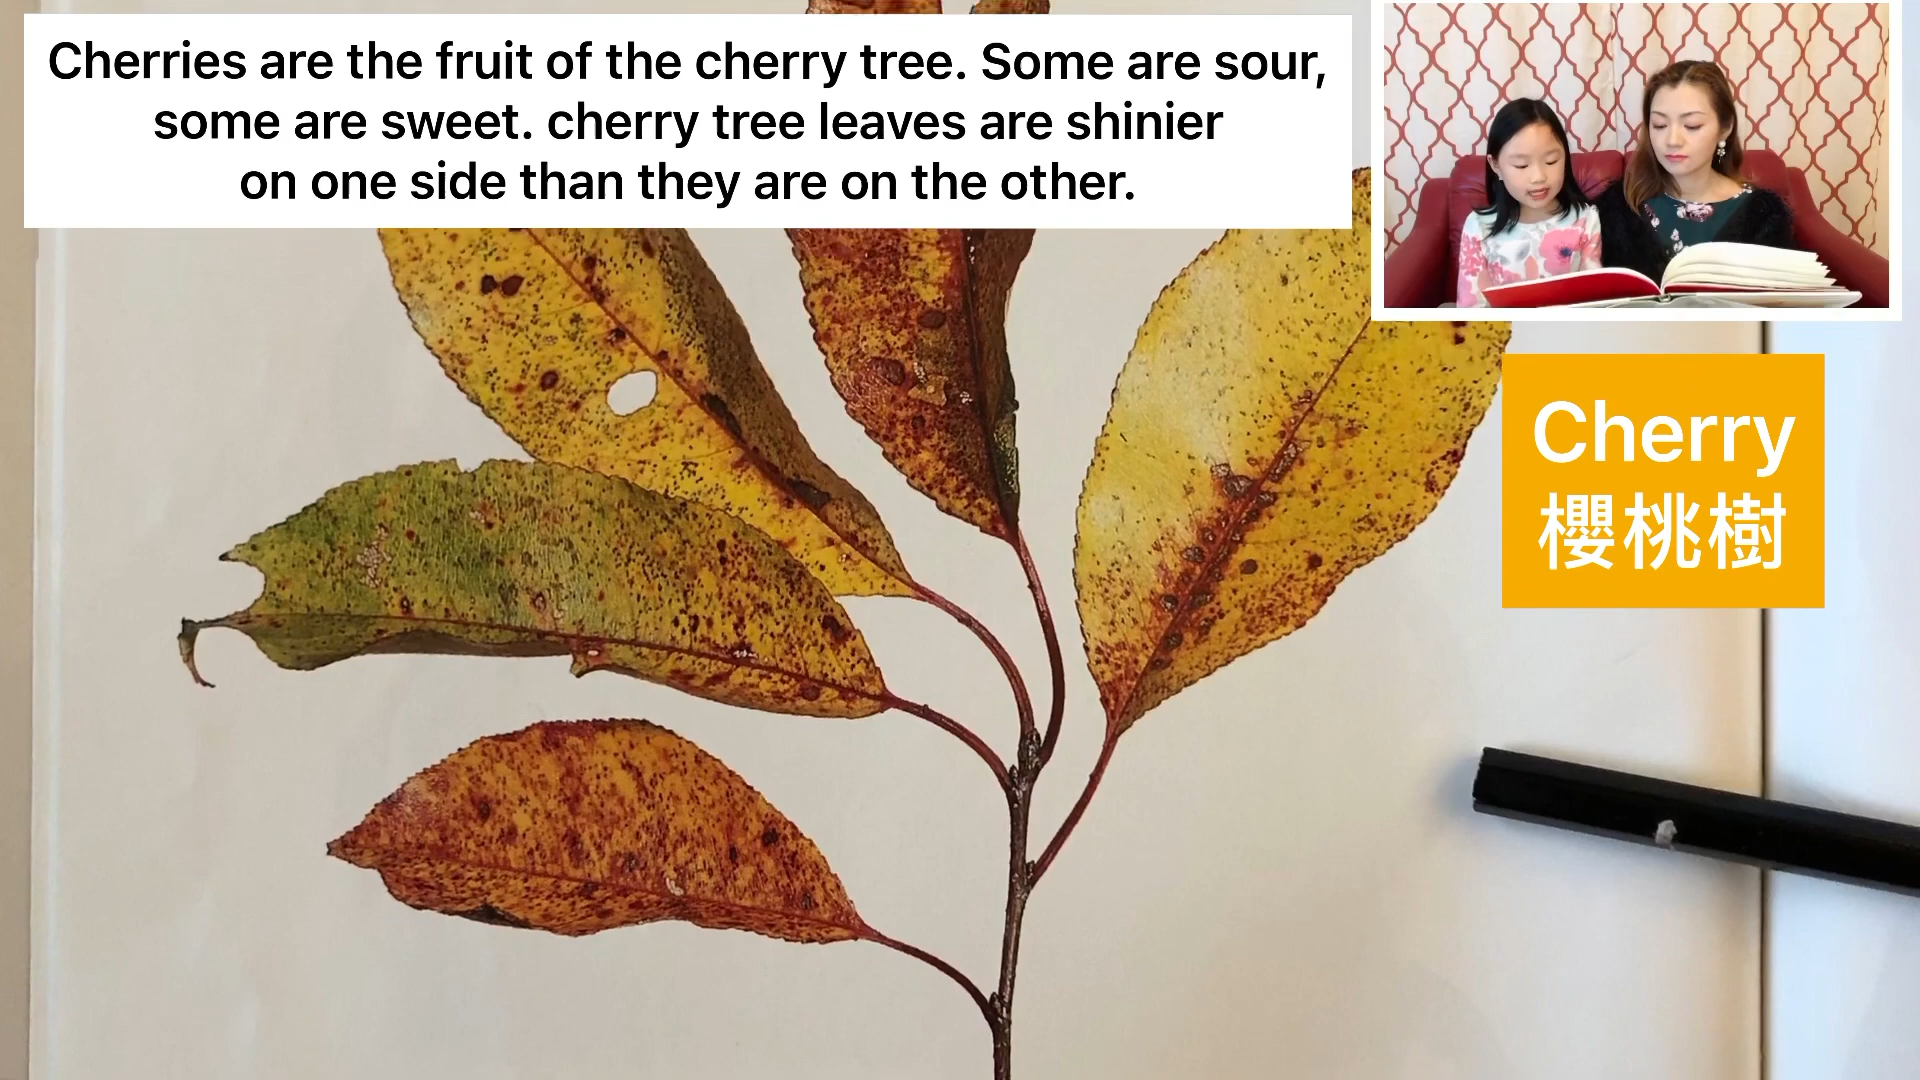 Cherries are the fruit of the cherry tree. Some are sour,
some are sweet. cherry tree leaves are shinier
on one side than they are on the other.
Cherry
櫻桃樹